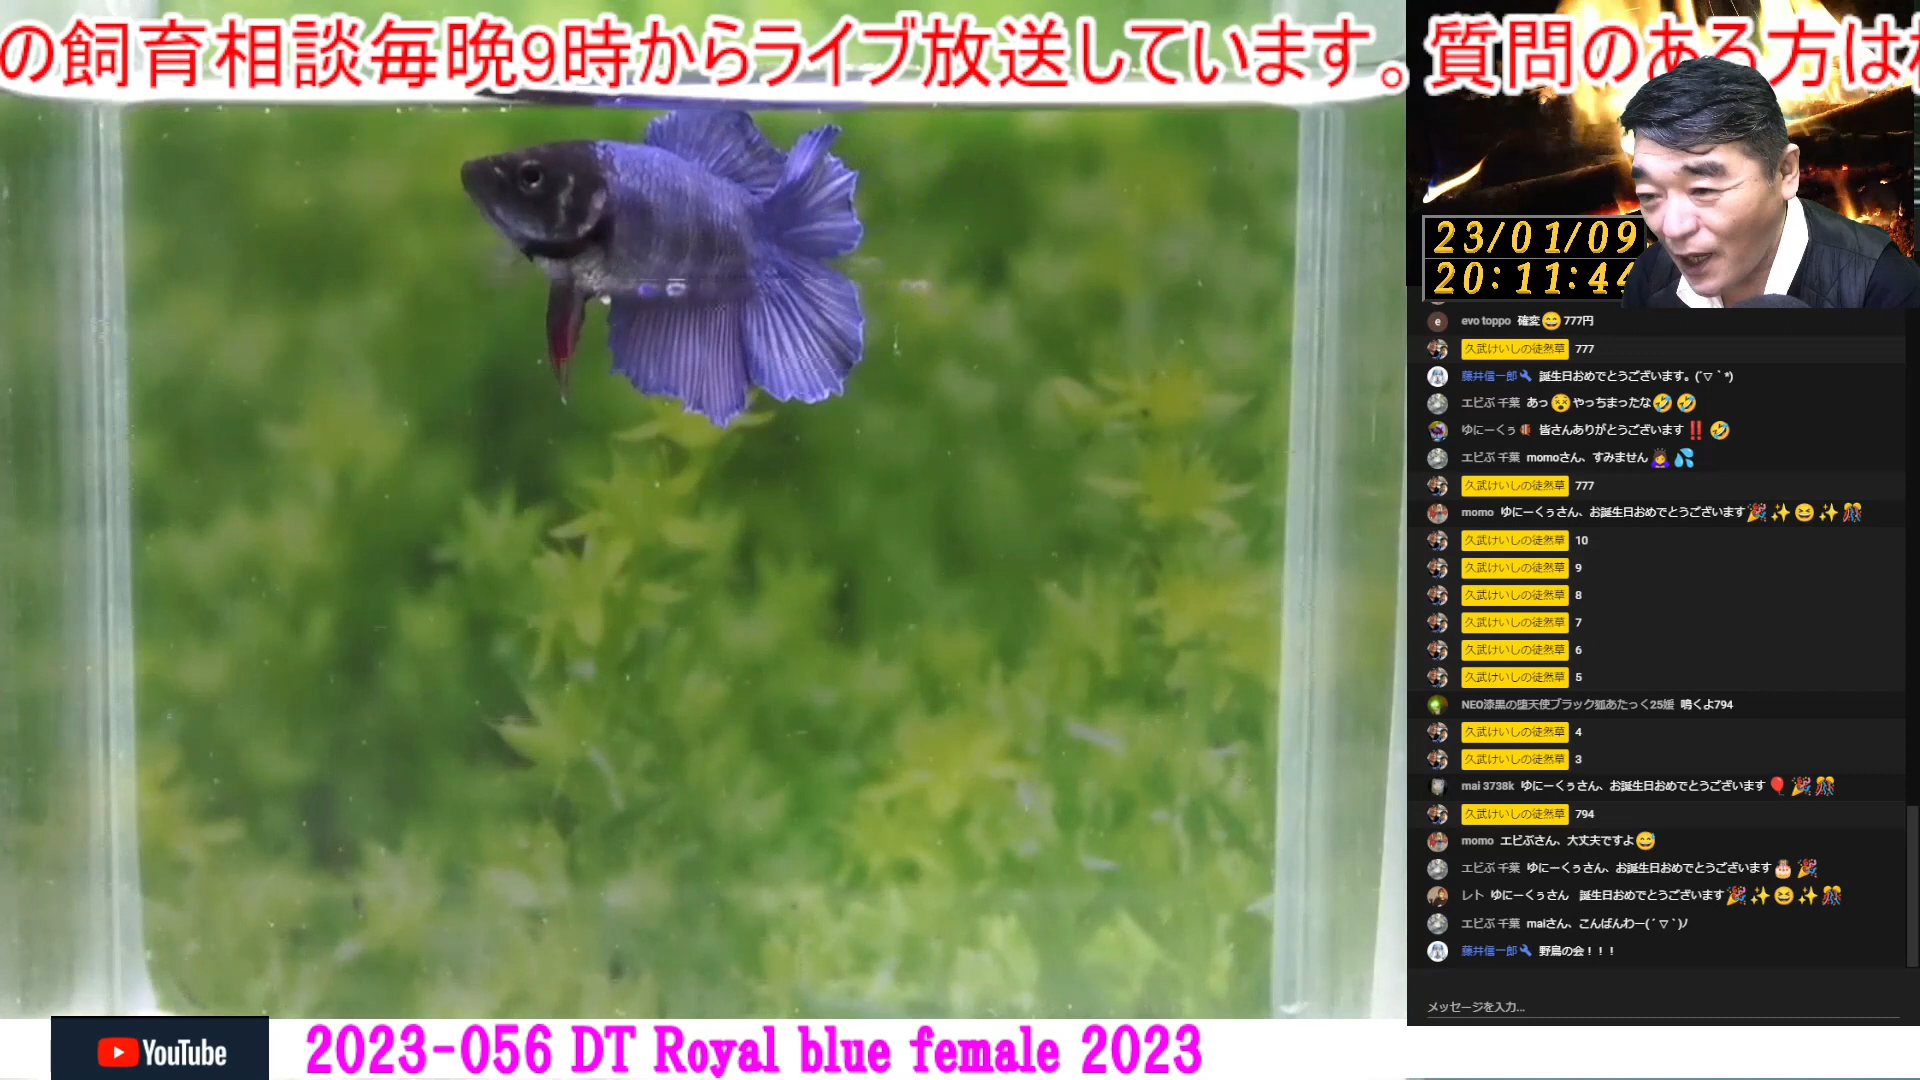 の飼育相談毎晩9時からライブ放送しています。質問のある方は
23/01/09
20:11:44
evo toppo 確変😄777円
久武けいしの徒然草 777
藤井信一郎🔧 誕生日おめでとうございます。(´▽｀*)
エビぶ 千葉 あっ😵やっちまったな🤣🤣
ゆにーくぅ🐠 皆さんありがとうございます‼️🤣
エビぶ 千葉 momoさん、すみません🙇‍♀️💦
久武けいしの徒然草 777
momo ゆにーくぅさん、お誕生日おめでとうございます🎉✨😆✨🎊
久武けいしの徒然草 10
久武けいしの徒然草 9
久武けいしの徒然草 8
久武けいしの徒然草 7
久武けいしの徒然草 6
久武けいしの徒然草 5
NEO漆黒の堕天使ブラック狐あたっく25媛 鳴くよ794
久武けいしの徒然草 4
久武けいしの徒然草 3
mai 3738k ゆにーくぅさん、お誕生日おめでとうございます🎈🎉🎊
久武けいしの徒然草 794
momo エビぶさん、大丈夫ですよ😅
エビぶ 千葉 ゆにーくぅさん、お誕生日おめでとうございます🎂🎉
レト ゆにーくぅさん 誕生日おめでとうございます🎉✨😆✨🎊
エビぶ 千葉 maiさん、こんばんわー(´▽｀)ﾉ
藤井信一郎🔧 野鳥の会！！！
メッセージを入力...
YouTube
2023-056 DT Royal blue female 2023